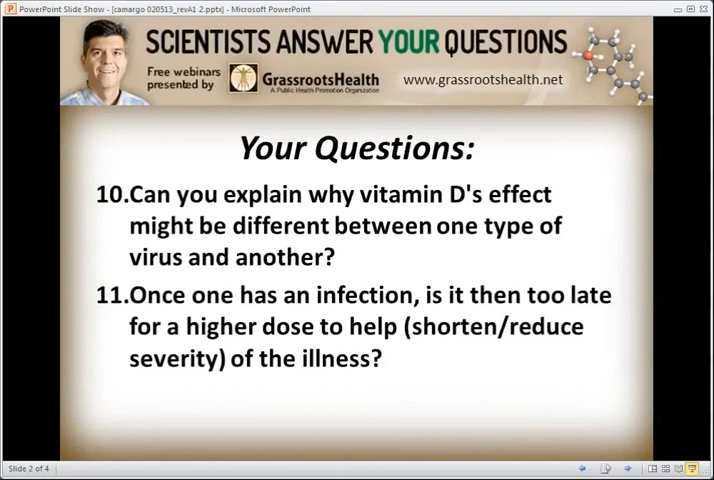 PowerPoint Slide Show - [camargo 020513_revA1 2.pptx] - Microsoft PowerPoint
SCIENTISTS ANSWER YOUR QUESTIONS
Free webinars
presented by
GrassrootsHealth
A Public Health Promotion Organization
www.grassrootshealth.net
Your Questions:
10.Can you explain why vitamin D's effect
might be different between one type of
virus and another?
11.Once one has an infection, is it then too late
for a higher dose to help (shorten/reduce
severity) of the illness?
Slide 2 of 4